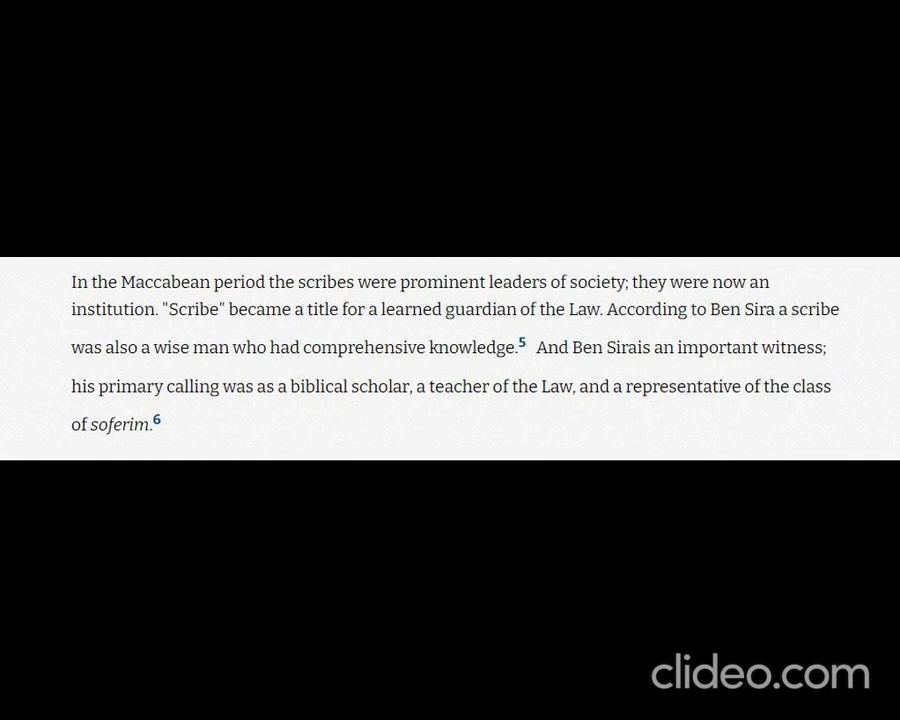 In the Maccabean period the scribes were prominent leaders of society; they were now an
institution. "Scribe" became a title for a learned guardian of the Law. According to Ben Sira a scribe
was also a wise man who had comprehensive knowledge.5 And Ben Sirais an important witness;
his primary calling was as a biblical scholar, a teacher of the Law, and a representative of the class
of soferim.6
clideo.com